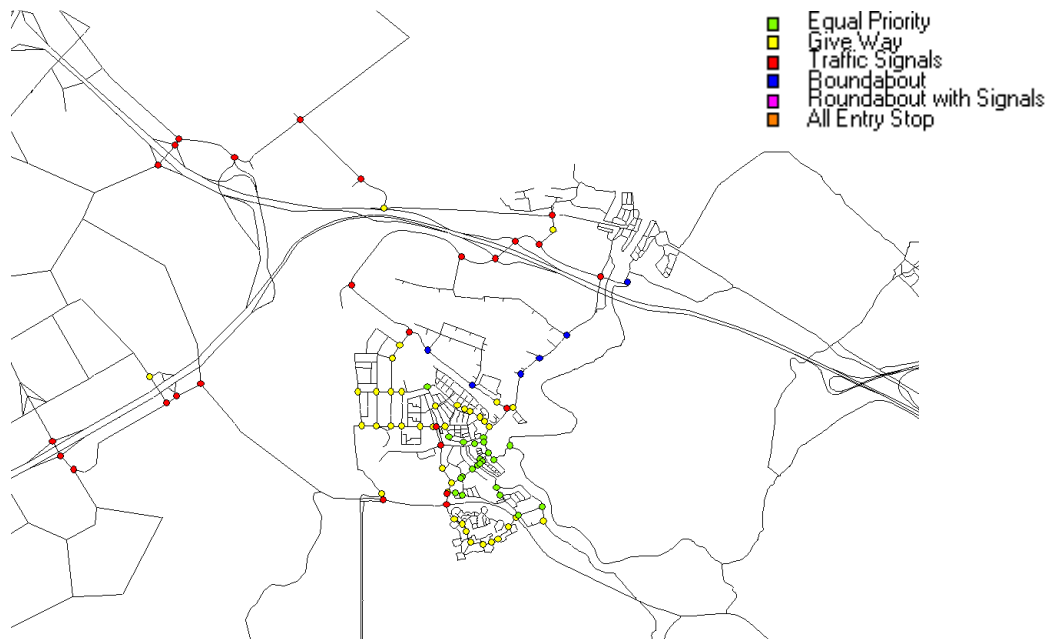 Equal Priority
Give Way
Traffic Signals
Roundabout
Roundabout with Signals
All Entry Stop